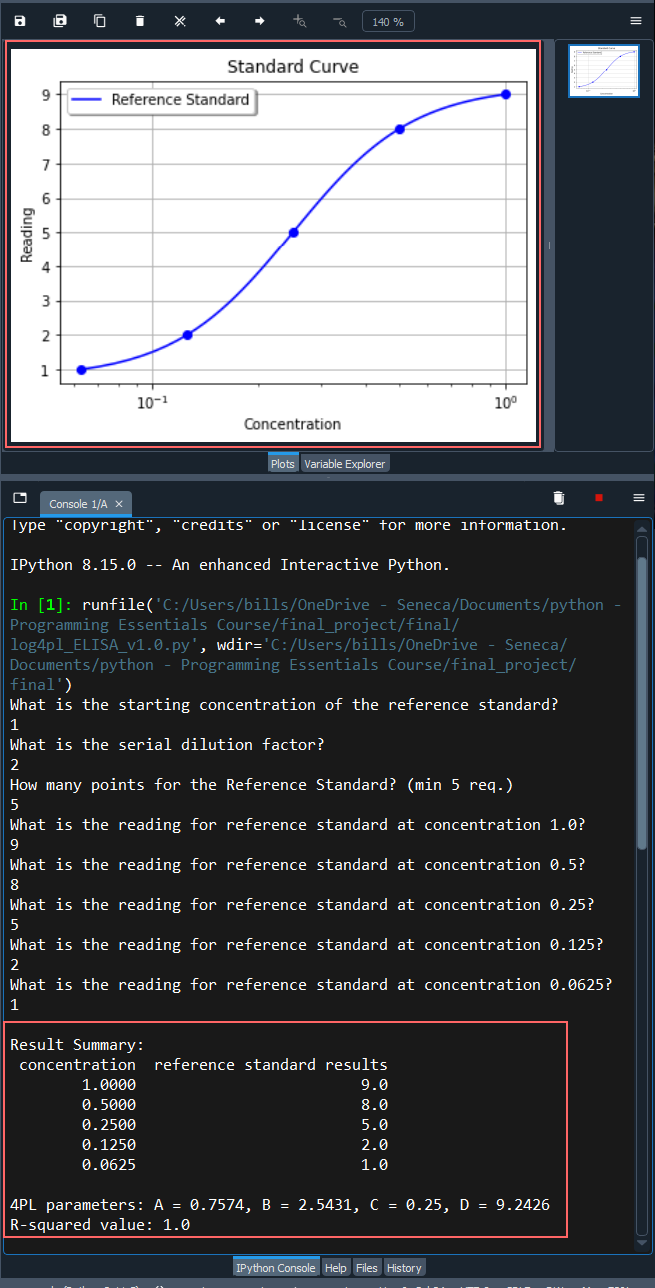 140 %
Standard Curve
Reference Standard
9
8
7
6
5
4
3
2
1
Reading
10⁻¹ 10⁰
Concentration
Plots Variable Explorer
Console 1/A ×
Type "copyright", "credits" or "license" for more information.
IPython 8.15.0 -- An enhanced Interactive Python.
In [1]: runfile('C:/Users/bills/OneDrive - Seneca/Documents/python -
Programming Essentials Course/final_project/final/
log4pl_ELISA_v1.0.py', wdir='C:/Users/bills/OneDrive - Seneca/
Documents/python - Programming Essentials Course/final_project/
final')
What is the starting concentration of the reference standard?
1
What is the serial dilution factor?
2
How many points for the Reference Standard? (min 5 req.)
5
What is the reading for reference standard at concentration 1.0?
9
What is the reading for reference standard at concentration 0.5?
8
What is the reading for reference standard at concentration 0.25?
5
What is the reading for reference standard at concentration 0.125?
2
What is the reading for reference standard at concentration 0.0625?
1
Result Summary:
concentration reference standard results
1.0000 9.0
0.5000 8.0
0.2500 5.0
0.1250 2.0
0.0625 1.0
4PL parameters: A = 0.7574, B = 2.5431, C = 0.25, D = 9.2426
R-squared value: 1.0
IPython Console Help Files History